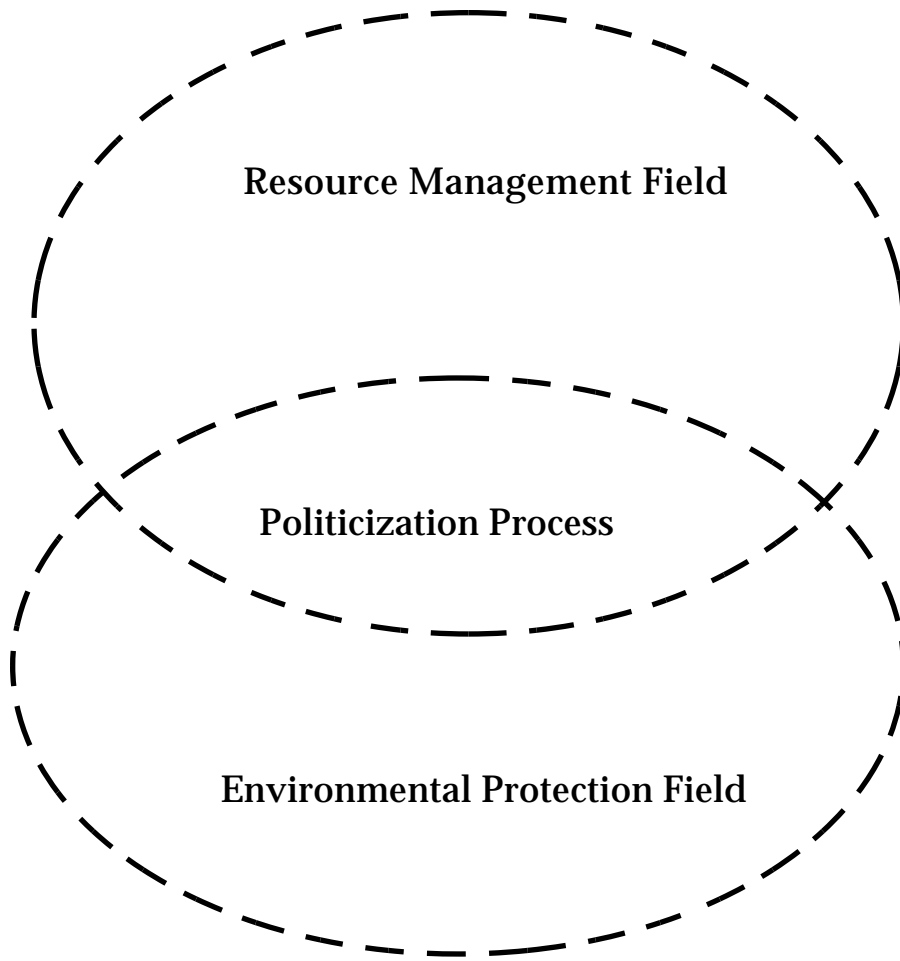 Resource Management Field
Politicization Process
Environmental Protection Field